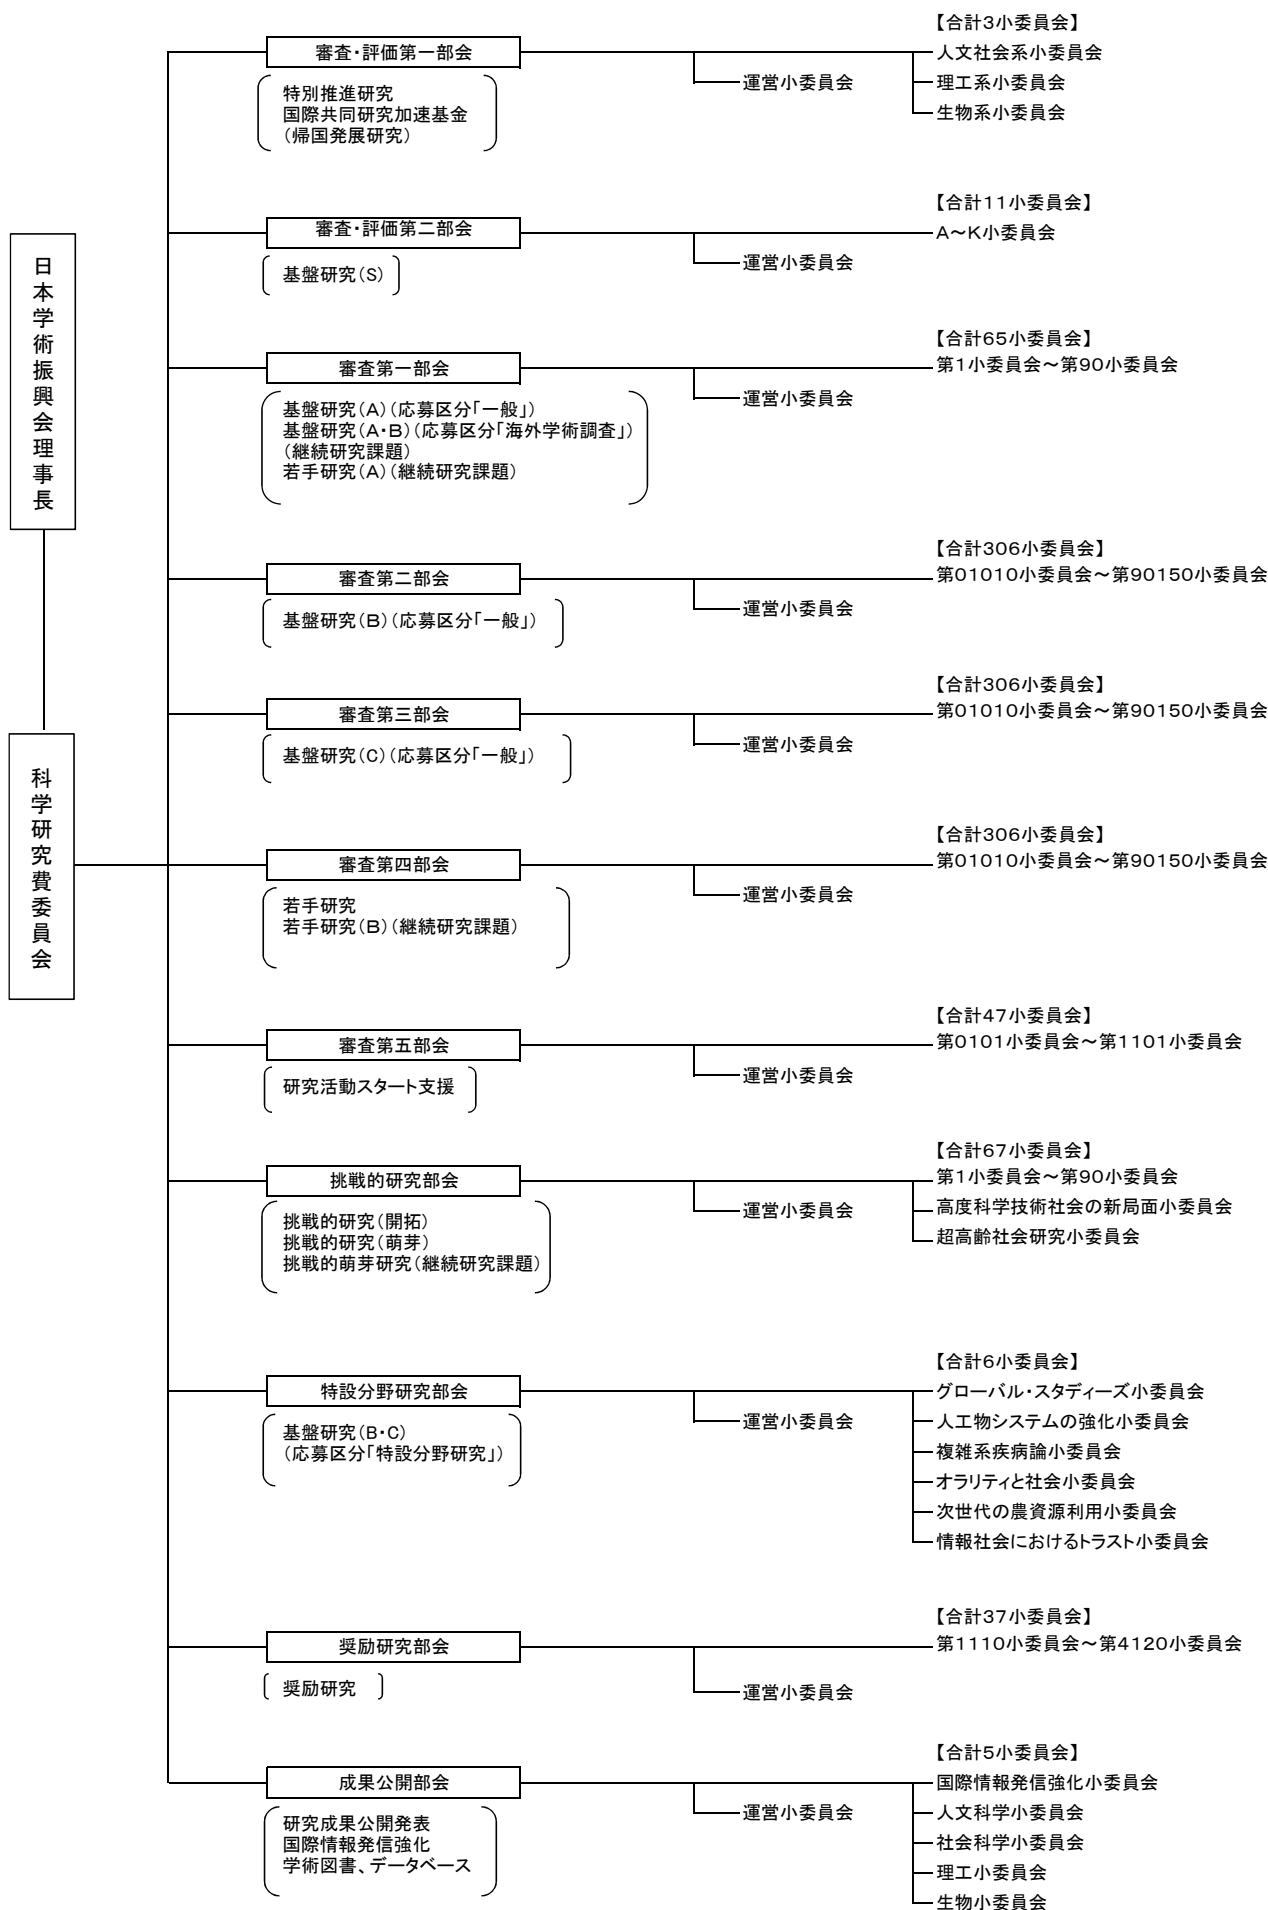 日本学術振興会理事長
科学研究費委員会
審査・評価第一部会
特別推進研究
国際共同研究加速基金
(帰国発展研究)
運営小委員会
【合計3小委員会】
人文社会系小委員会
理工系小委員会
生物系小委員会
審査・評価第二部会
基盤研究(S)
運営小委員会
【合計11小委員会】
A～K小委員会
審査第一部会
基盤研究(A)(応募区分「一般」)
基盤研究(A・B)(応募区分「海外学術調査」)
(継続研究課題)
若手研究(A)(継続研究課題)
運営小委員会
【合計65小委員会】
第1小委員会～第90小委員会
審査第二部会
基盤研究(B)(応募区分「一般」)
運営小委員会
【合計306小委員会】
第01010小委員会～第90150小委員会
審査第三部会
基盤研究(C)(応募区分「一般」)
運営小委員会
【合計306小委員会】
第01010小委員会～第90150小委員会
審査第四部会
若手研究
若手研究(B)(継続研究課題)
運営小委員会
【合計306小委員会】
第01010小委員会～第90150小委員会
審査第五部会
研究活動スタート支援
運営小委員会
【合計47小委員会】
第0101小委員会～第1101小委員会
挑戦的研究部会
挑戦的研究(開拓)
挑戦的研究(萌芽)
挑戦的萌芽研究(継続研究課題)
運営小委員会
【合計67小委員会】
第1小委員会～第90小委員会
高度科学技術社会の新局面小委員会
超高齢社会研究小委員会
特設分野研究部会
基盤研究(B・C)
(応募区分「特設分野研究」)
運営小委員会
【合計6小委員会】
グローバル・スタディーズ小委員会
人工物システムの強化小委員会
複雑系疾病論小委員会
オラリティと社会小委員会
次世代の農資源利用小委員会
情報社会におけるトラスト小委員会
奨励研究部会
奨励研究
運営小委員会
【合計37小委員会】
第1110小委員会～第4120小委員会
成果公開部会
研究成果公開発表
国際情報発信強化
学術図書、データベース
運営小委員会
【合計5小委員会】
国際情報発信強化小委員会
人文科学小委員会
社会科学小委員会
理工小委員会
生物小委員会